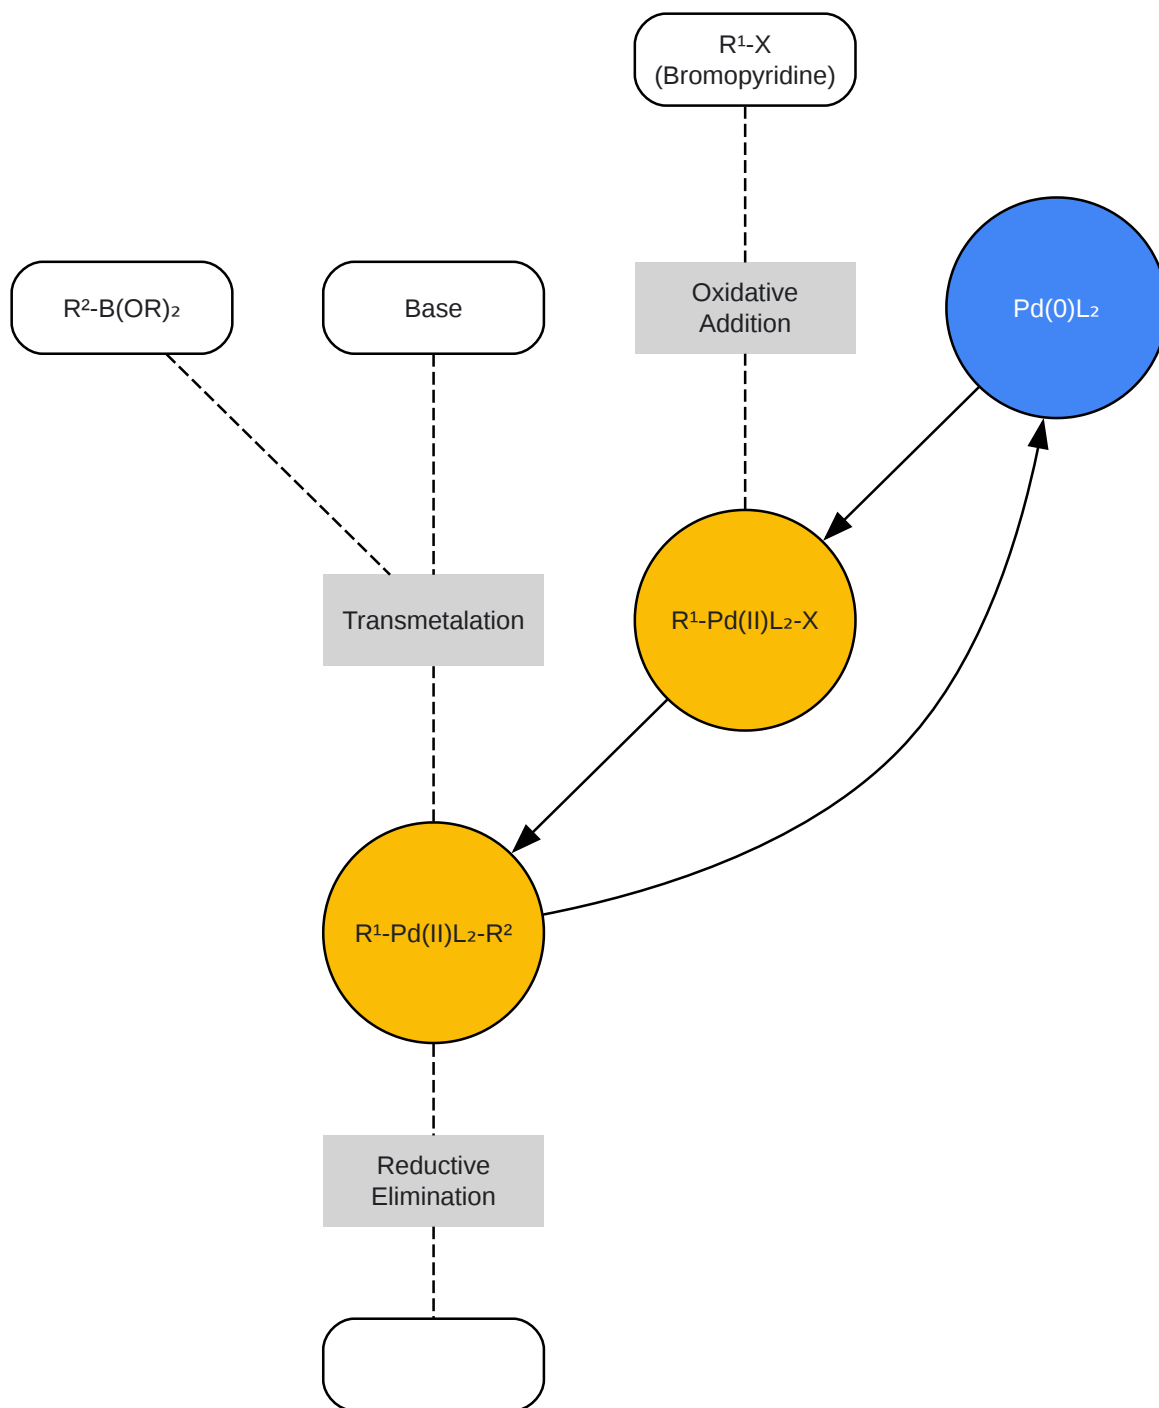 R¹-X
(Bromopyridine)
R²-B(OR)₂
Base
Oxidative
Addition
Pd(0)L₂
Transmetalation
R¹-Pd(II)L₂-X
R¹-Pd(II)L₂-R²
Reductive
Elimination